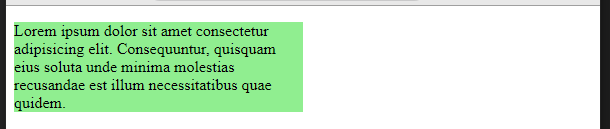 Lorem ipsum dolor sit amet consectetur
adipisicing elit. Consequuntur, quisquam
eius soluta unde minima molestias
recusandae est illum necessitatibus quae
quidem.